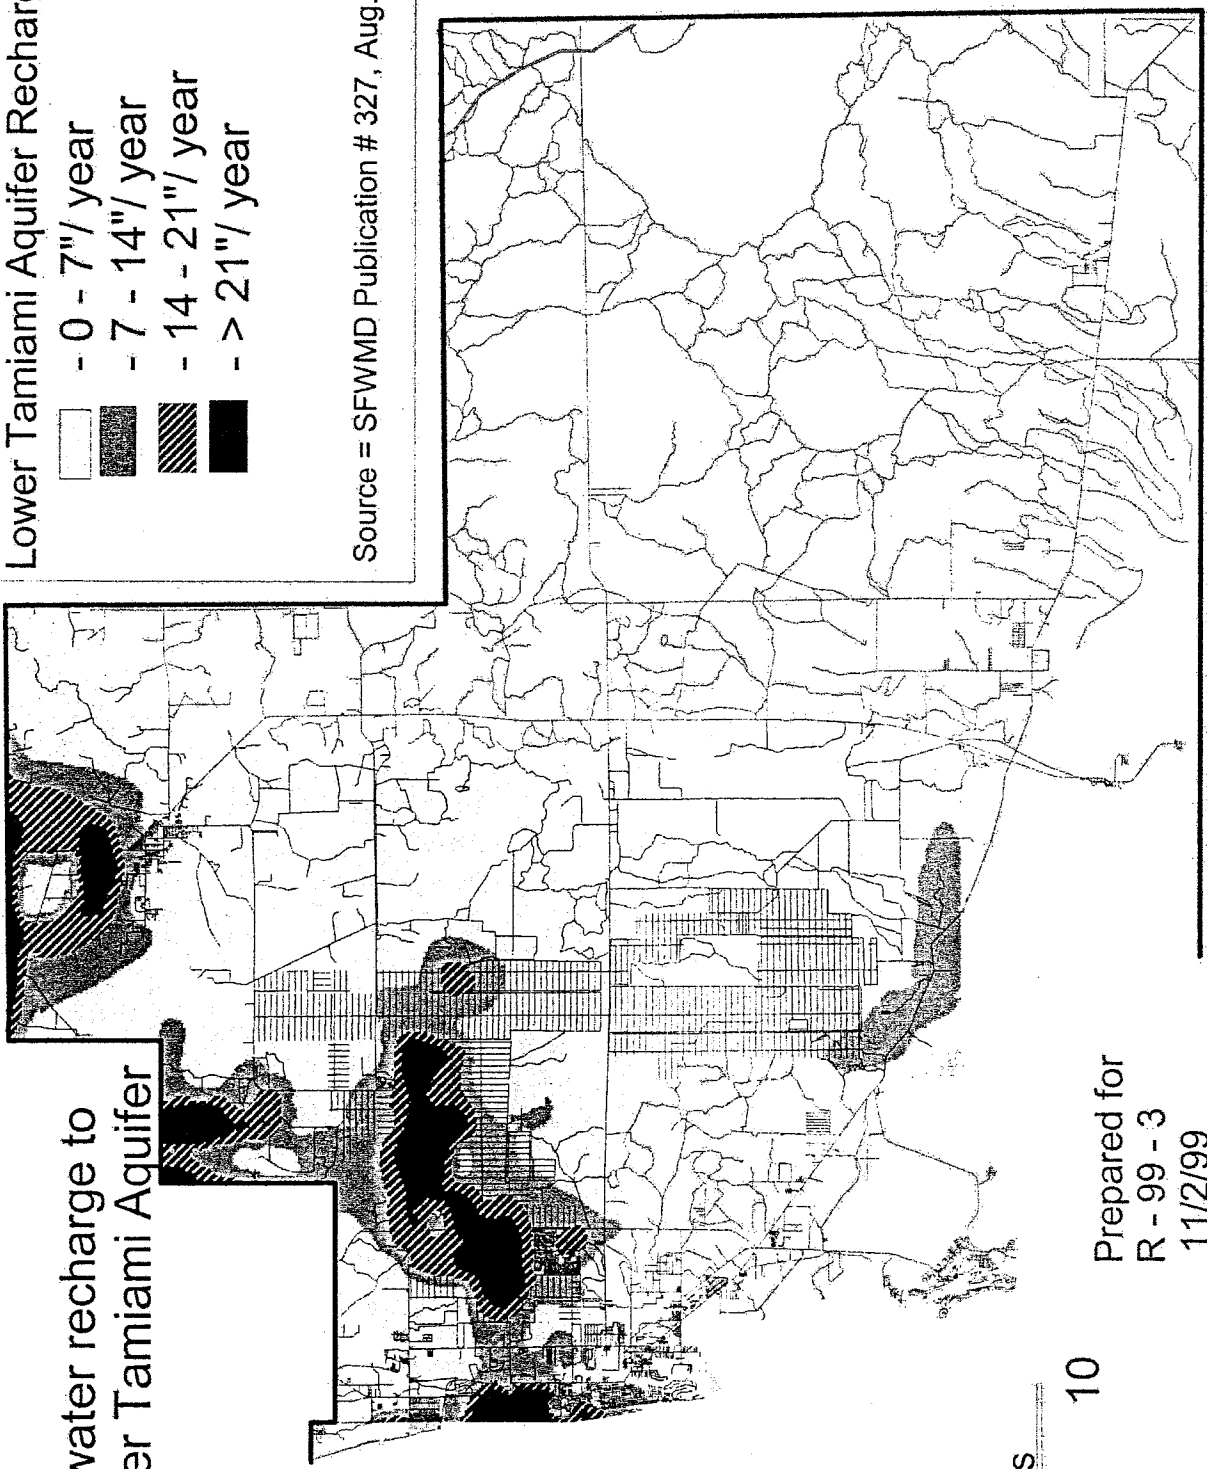 water recharge to
er Tamiami Aquifer
Lower Tamiami Aquifer Rechar
- 0 - 7"/ year
- 7 - 14"/ year
- 14 - 21"/ year
- > 21"/ year
Source = SFWMD Publication # 327, Aug.
10
Prepared for
R - 99 - 3
11/2/99
s